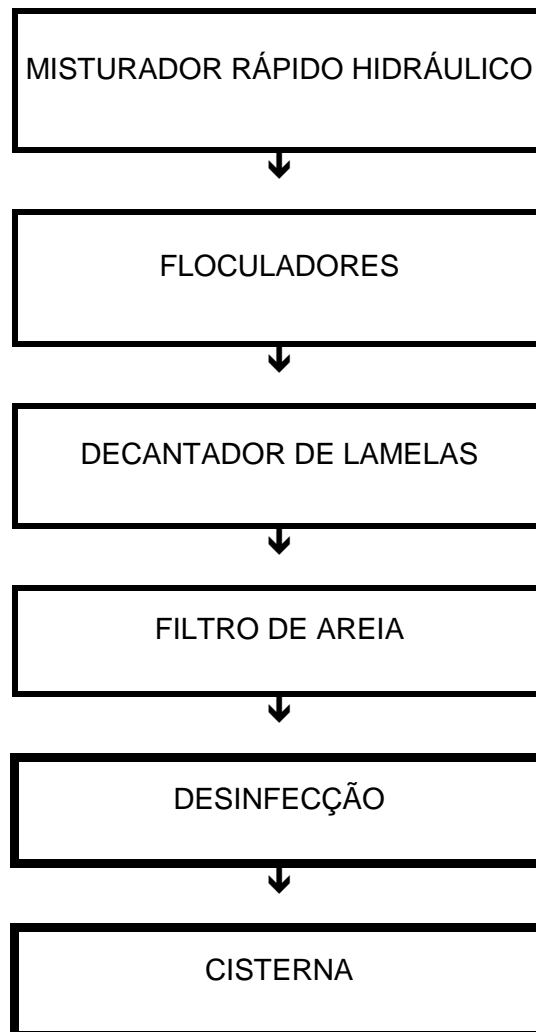 MISTURADOR RÁPIDO HIDRÁULICO
FLOCULADORES
DECANTADOR DE LAMELAS
FILTRO DE AREIA
DESINFECÇÃO
CISTERNA